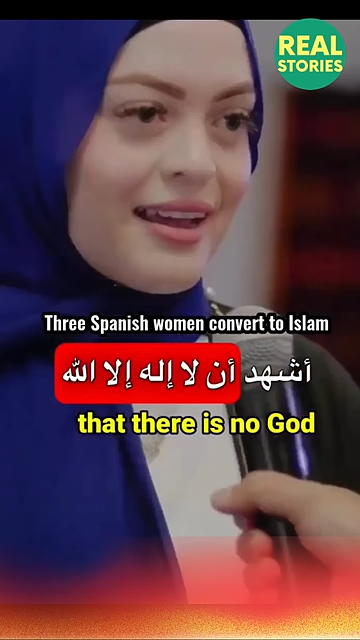 REAL
STORIES
Three Spanish women convert to Islam
أشهد أن لا إله إلا الله
that there is no God